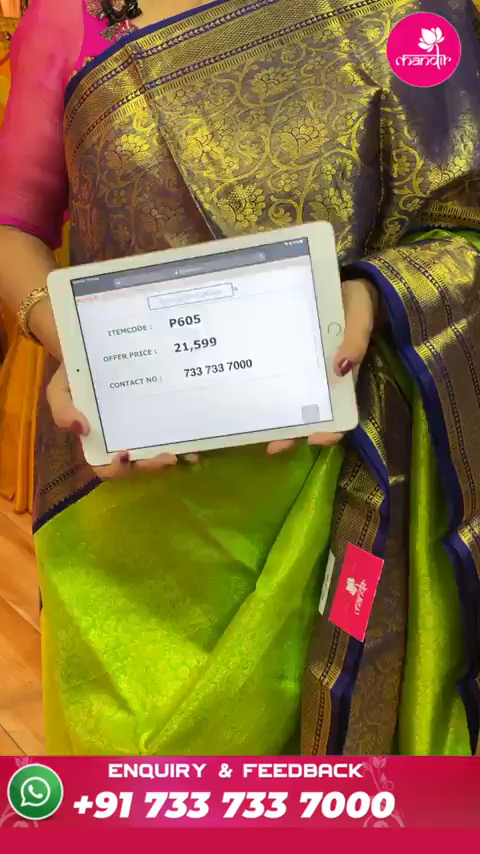 mandir
ITEMCODE : P605
OFFER PRICE : 21,599
CONTACT NO : 733 733 7000
ENQUIRY & FEEDBACK
+91 733 733 7000